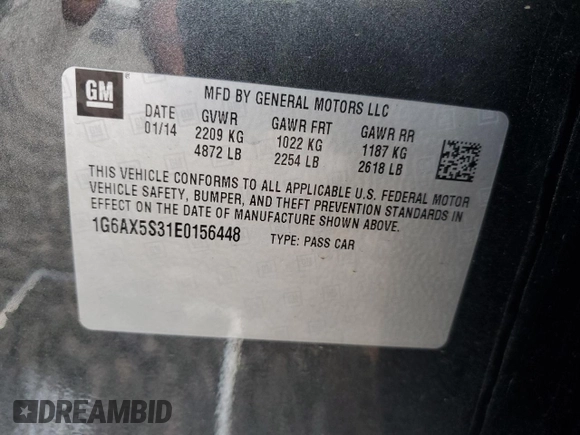 GM
MFD BY GENERAL MOTORS LLC
DATE GVWR GAWR FRT GAWR RR
01/14 2209 KG 1022 KG 1187 KG
4872 LB 2254 LB 2618 LB
THIS VEHICLE CONFORMS TO ALL APPLICABLE U.S. FEDERAL MOTOR
VEHICLE SAFETY, BUMPER, AND THEFT PREVENTION STANDARDS IN
EFFECT ON THE DATE OF MANUFACTURE SHOWN ABOVE.
1G6AX5S31E0156448 TYPE: PASS CAR
DREAMBID